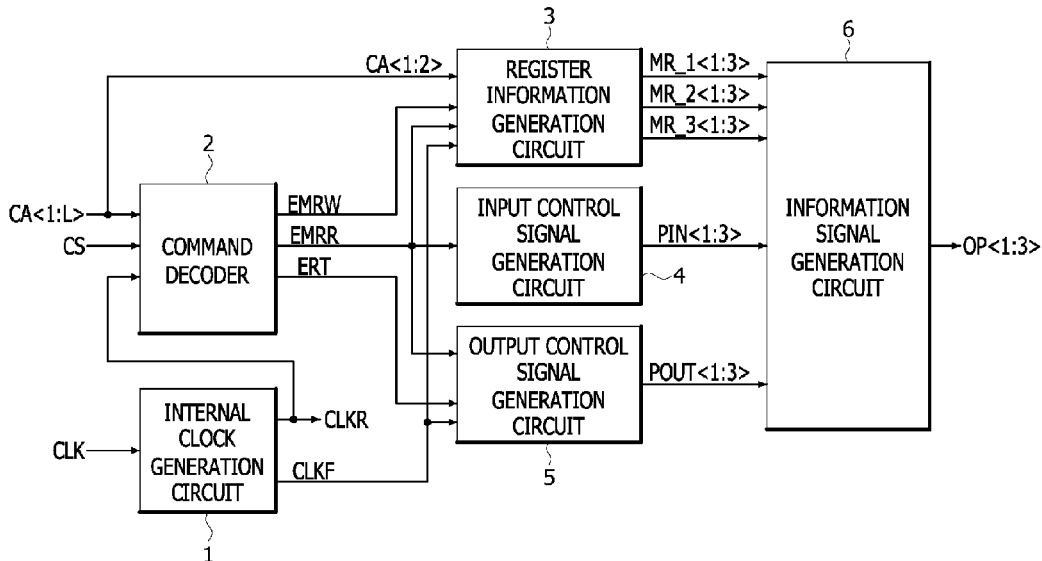 3
CA<1:2>
REGISTER
INFORMATION
GENERATION
CIRCUIT
MR_1<1:3>
MR_2<1:3>
MR_3<1:3>
6
INFORMATION
SIGNAL
GENERATION
CIRCUIT
OP<1:3>
2
CA<1:L>
CS
COMMAND
DECODER
EMRW
EMRR
ERT
INPUT CONTROL
SIGNAL
GENERATION
CIRCUIT
4
PIN<1:3>
OUTPUT CONTROL
SIGNAL
GENERATION
CIRCUIT
5
POUT<1:3>
CLK
INTERNAL
CLOCK
GENERATION
CIRCUIT
1
CLKR
CLKF